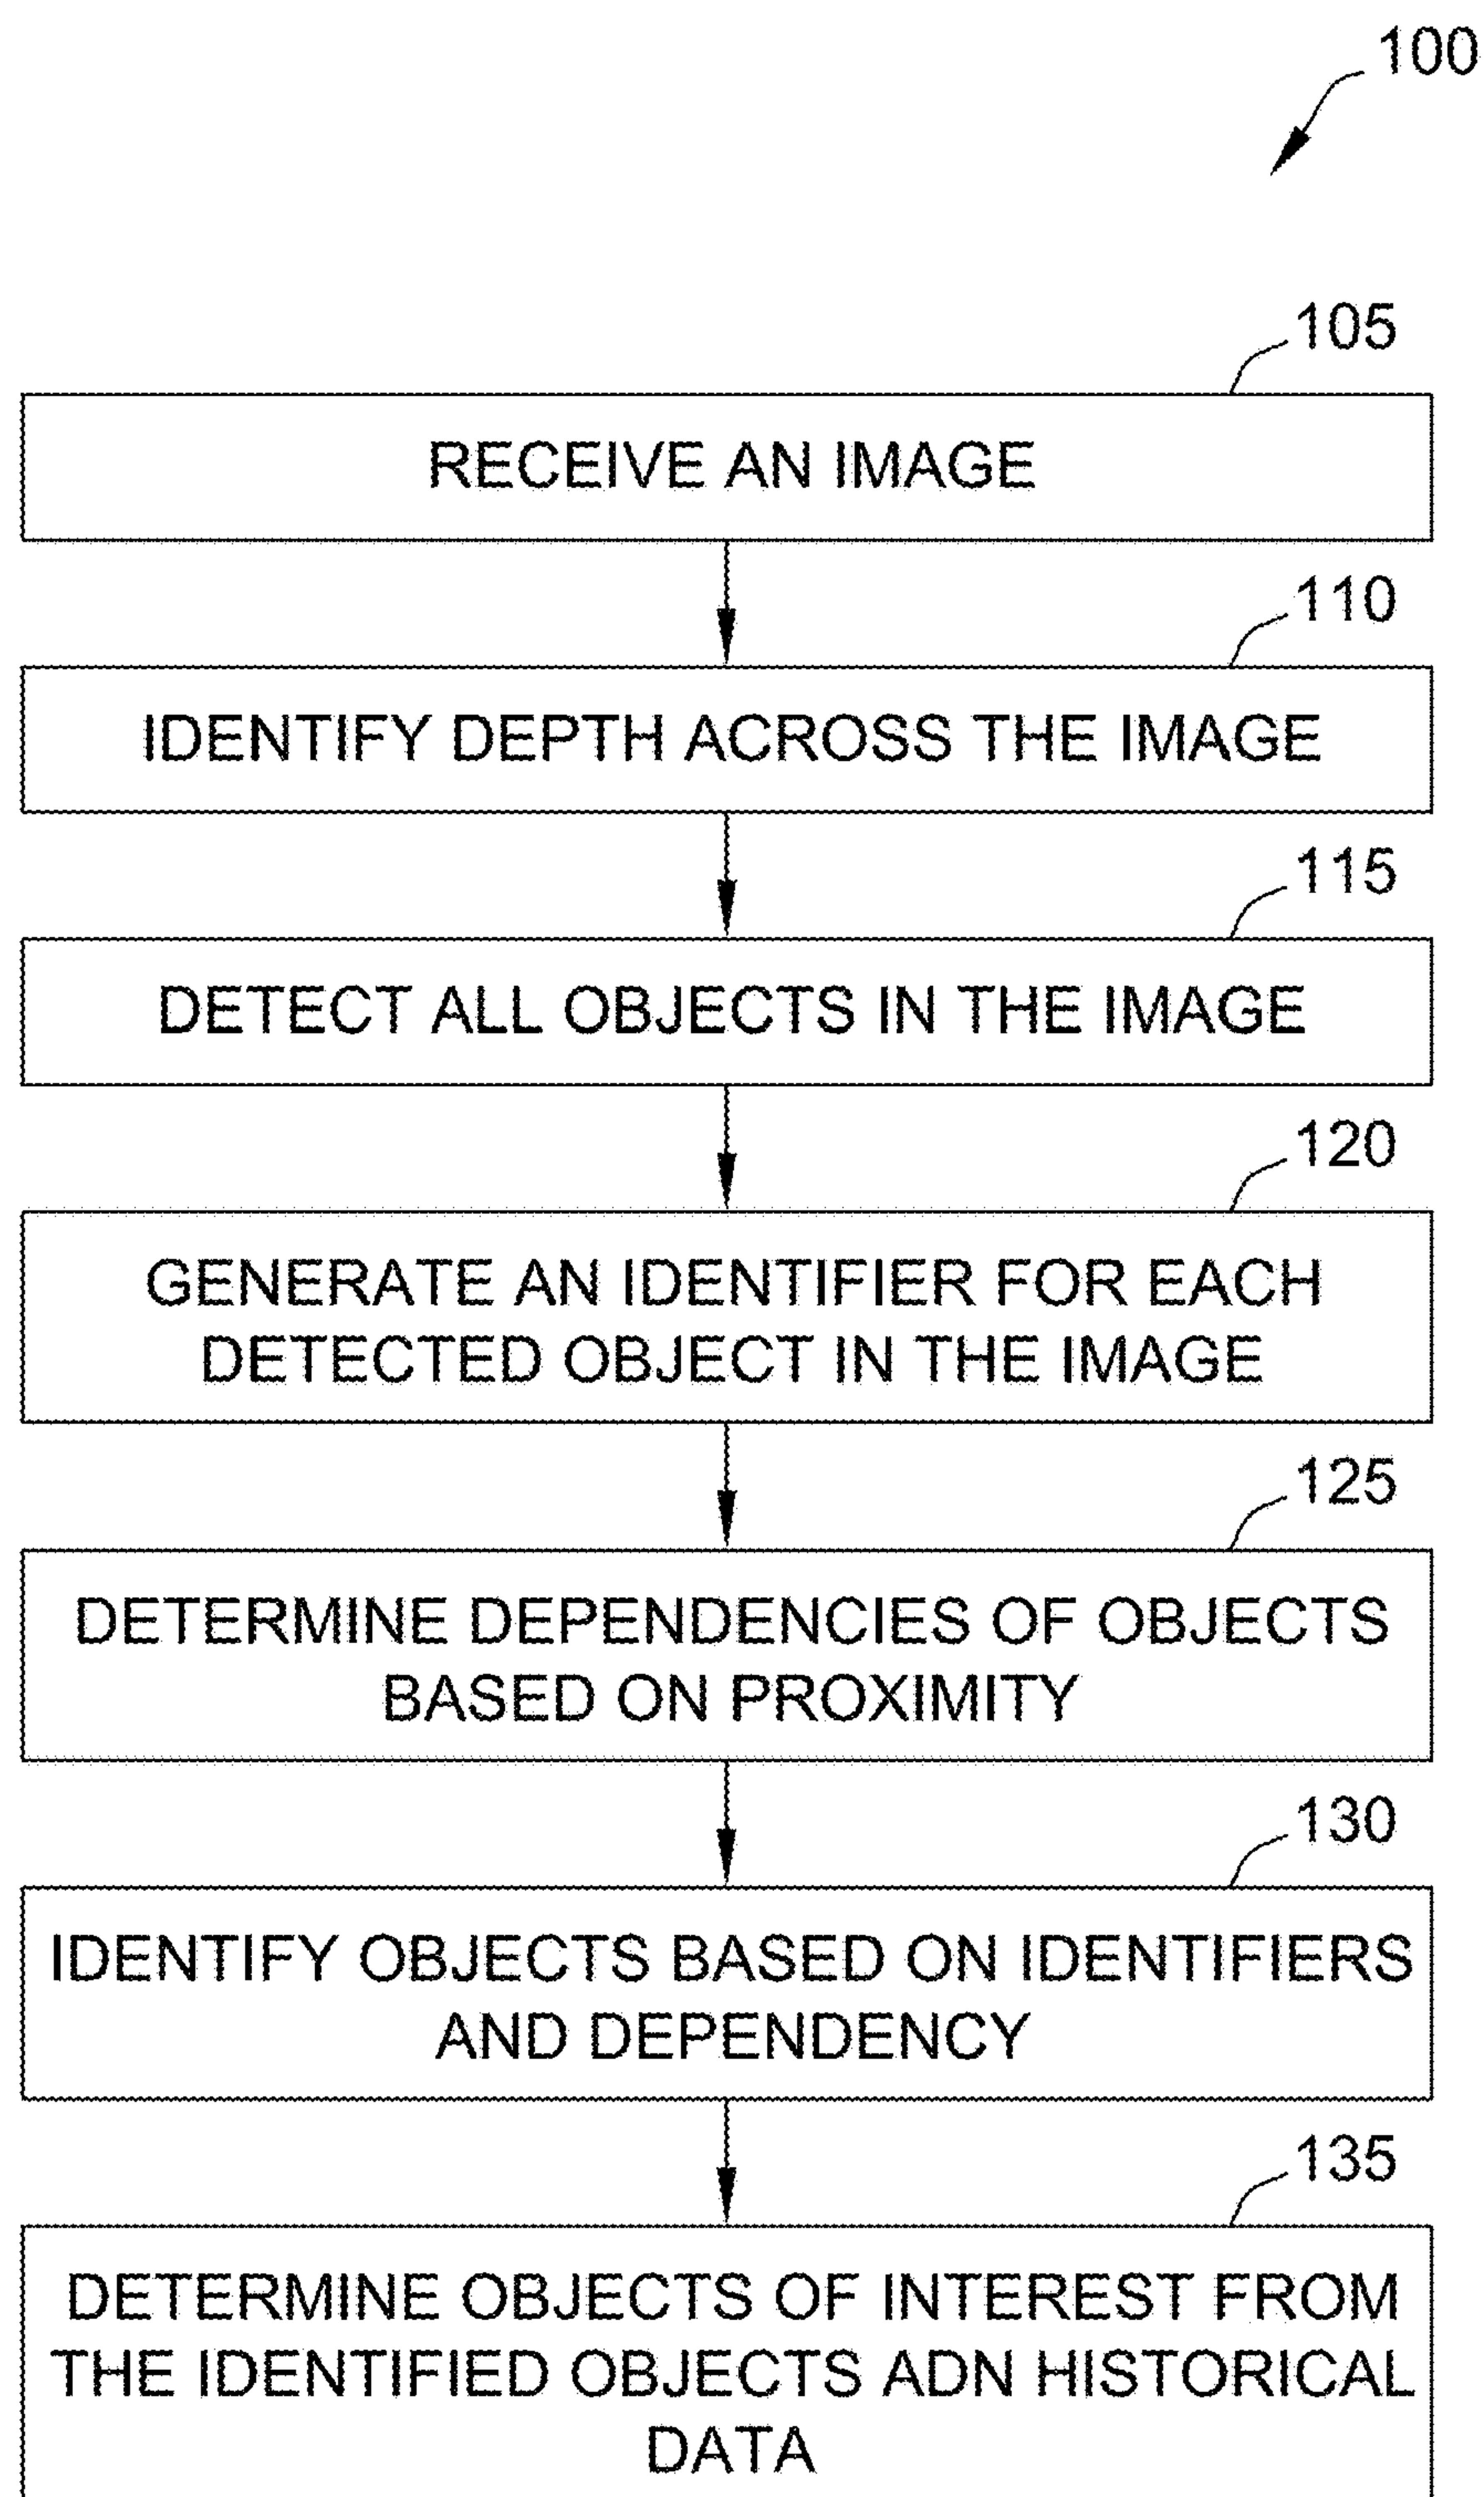 100
105
RECEIVE AN IMAGE
110
IDENTIFY DEPTH ACROSS THE IMAGE
115
DETECT ALL OBJECTS IN THE IMAGE
120
GENERATE AN IDENTIFIER FOR EACH
DETECTED OBJECT IN THE IMAGE
125
DETERMINE DEPENDENCIES OF OBJECTS
BASED ON PROXIMITY
130
IDENTIFY OBJECTS BASED ON IDENTIFIERS
AND DEPENDENCY
135
DETERMINE OBJECTS OF INTEREST FROM
THE IDENTIFIED OBJECTS ADN HISTORICAL
DATA